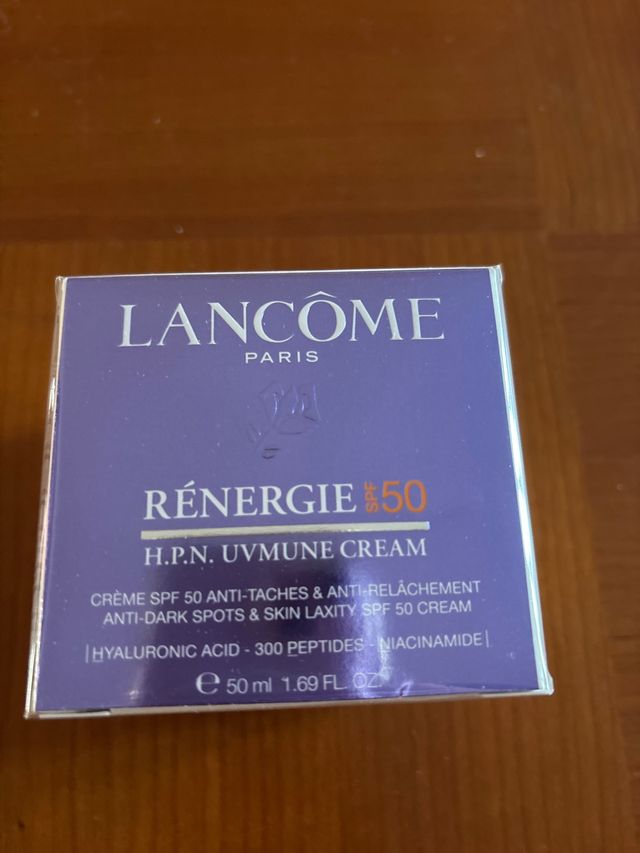 LANCÔME
PARIS
RÉNERGIE SPF 50
H.P.N. UVMUNE CREAM
CRÈME SPF 50 ANTI-TACHES & ANTI-RELÂCHEMENT
ANTI-DARK SPOTS & SKIN LAXITY SPF 50 CREAM
| HYALURONIC ACID - 300 PEPTIDES - NIACINAMIDE |
℮ 50 ml 1.69 FL. OZ.